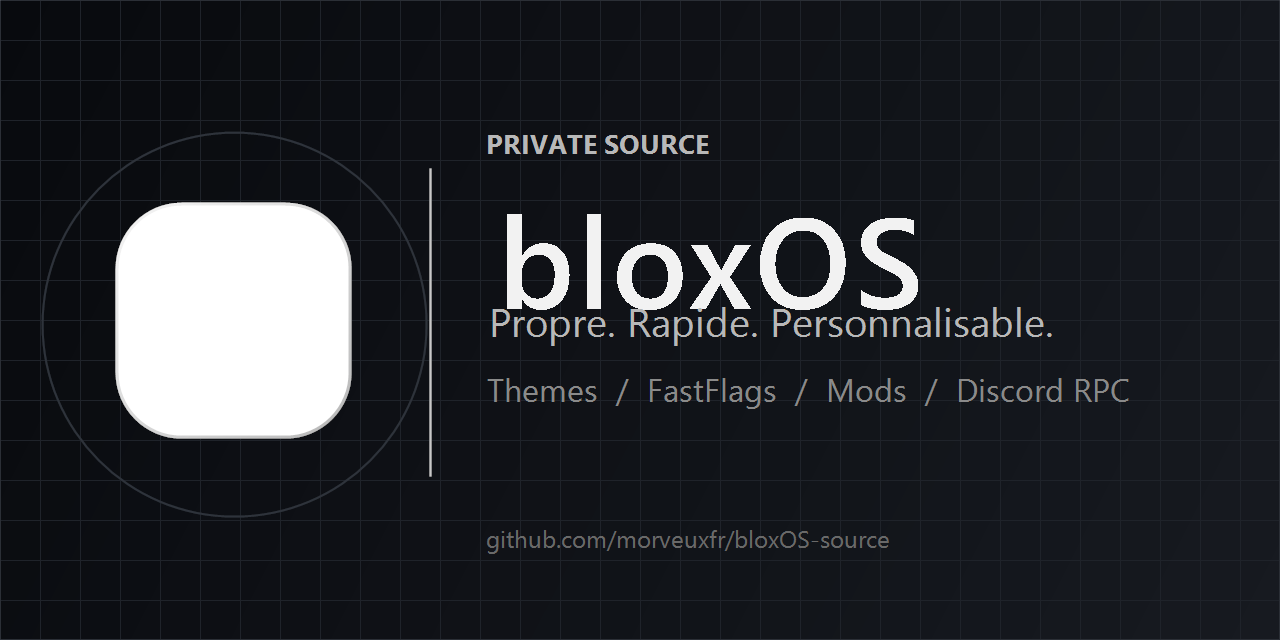 PRIVATE SOURCE
bloxOS
Propre. Rapide. Personnalisable.
Themes / FastFlags / Mods / Discord RPC
github.com/morveuxfr/bloxOS-source